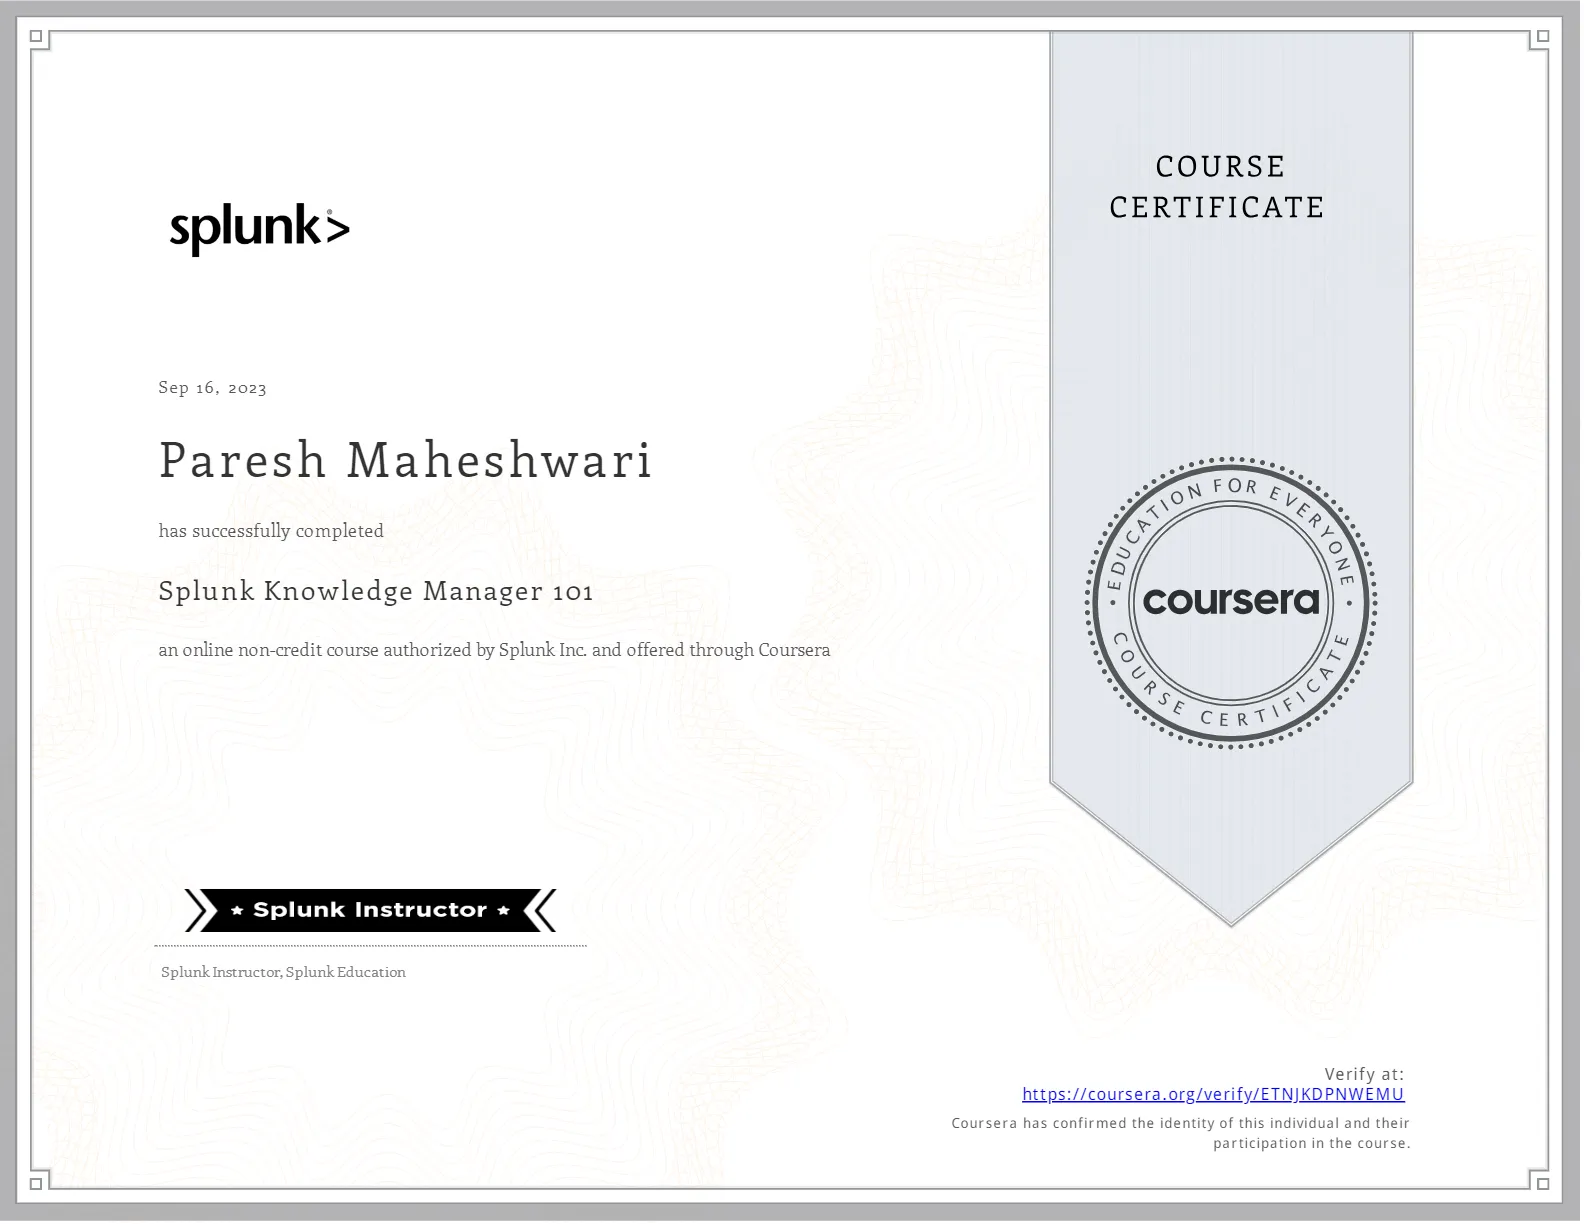 COURSE
CERTIFICATE
splunk>®
Sep 16, 2023
Paresh Maheshwari
has successfully completed
Splunk Knowledge Manager 101
an online non-credit course authorized by Splunk Inc. and offered through Coursera
EDUCATION FOR EVERYONE
coursera
COURSE CERTIFICATE
★ Splunk Instructor ★
Splunk Instructor, Splunk Education
Verify at:
https://coursera.org/verify/ETNJKDPNWEMU
Coursera has confirmed the identity of this individual and their
participation in the course.